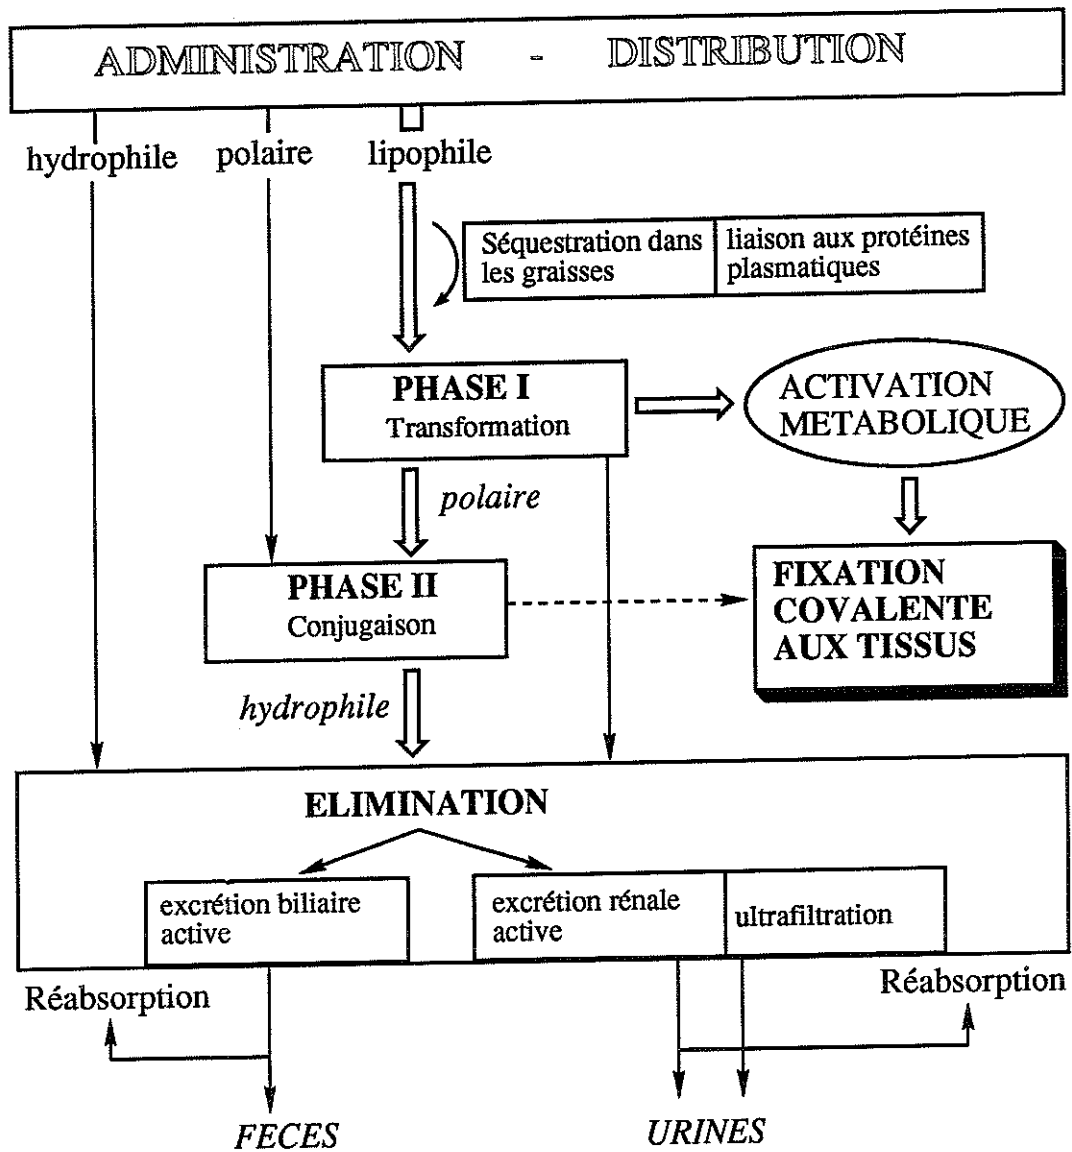 ADMINISTRATION - DISTRIBUTION
hydrophile polaire lipophile
Séquestration dans
les graisses
liaison aux protéines
plasmatiques
PHASE I
Transformation
ACTIVATION
METABOLIQUE
polaire
PHASE II
Conjugaison
FIXATION
COVALENTE
AUX TISSUS
hydrophile
ELIMINATION
excrétion biliaire
active
excrétion rénale
active
ultrafiltration
Réabsorption
Réabsorption
FECES
URINES